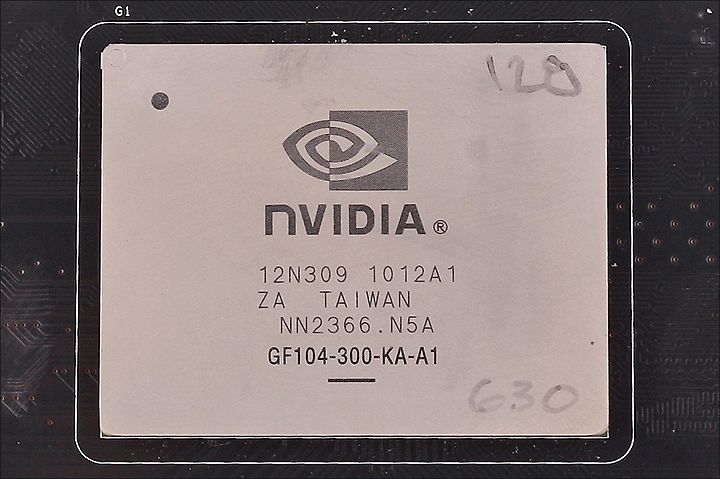 G1
120
nVIDIA®
12N309 1012A1
ZA TAIWAN
NN2366.N5A
GF104-300-KA-A1
630